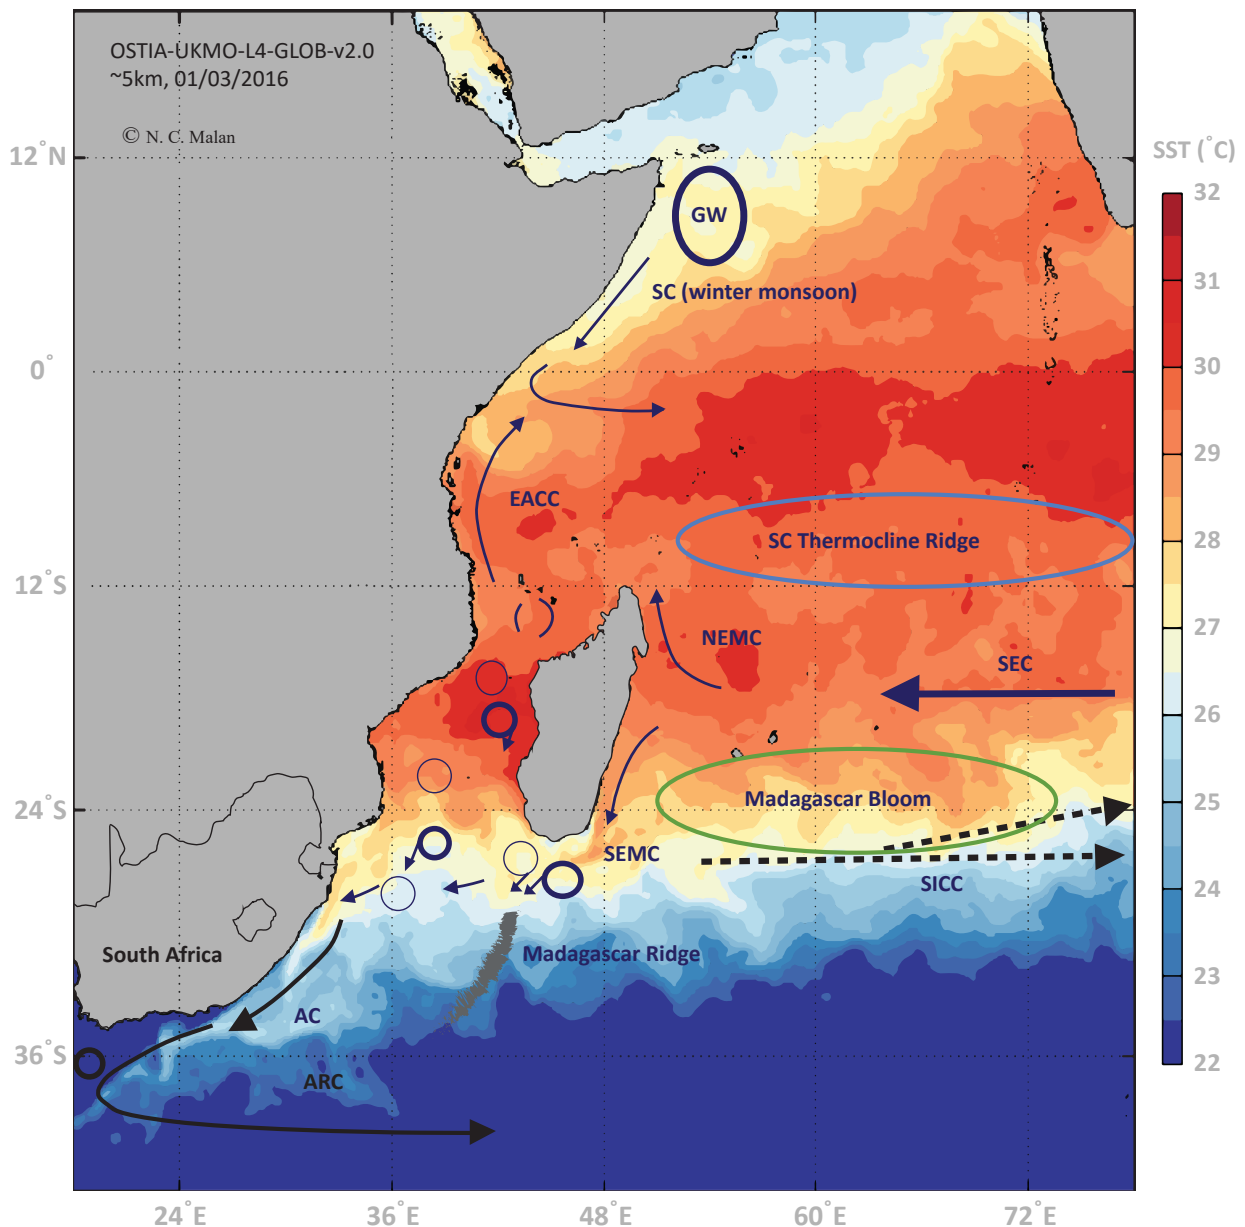 OSTIA-UKMO-L4-GLOB-v2.0
~5km, 01/03/2016
© N. C. Malan
12°N
0°
12°S
24°S
36°S
24°E
36°E
48°E
60°E
72°E
SST (°C)
32
31
30
29
28
27
26
25
24
23
22
GW
SC (winter monsoon)
EACC
SC Thermocline Ridge
NEMC
SEC
Madagascar Bloom
SEMC
SICC
South Africa
Madagascar Ridge
AC
ARC